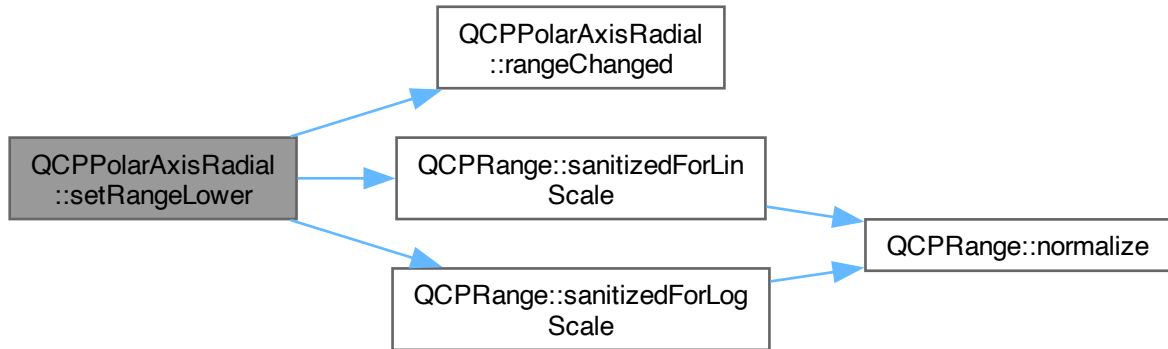 QCPPolarAxisRadial
::rangeChanged
QCPPolarAxisRadial
::setRangeLower
QCPRange::sanitizedForLin
Scale
QCPRange::normalize
QCPRange::sanitizedForLog
Scale